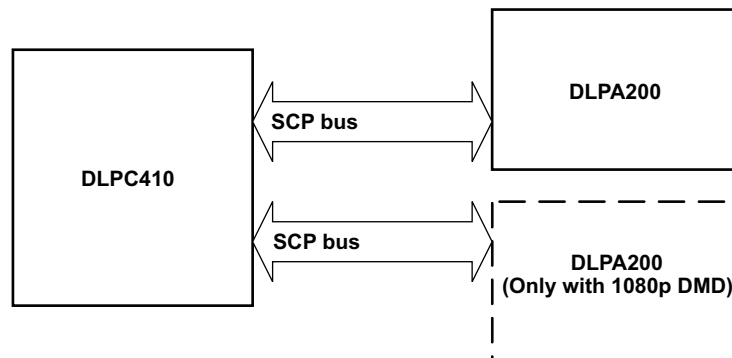 DLPC410
SCP bus
DLPA200
SCP bus
DLPA200
(Only with 1080p DMD)